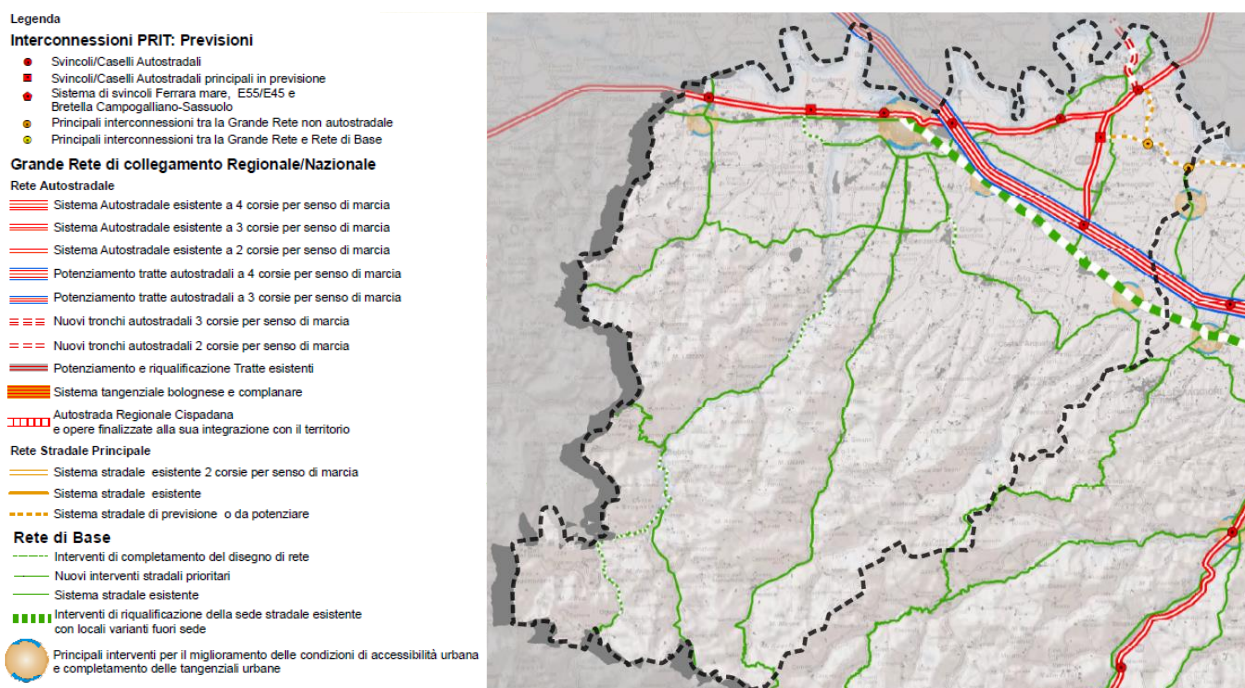 Legenda
Interconnessioni PRIT: Previsioni
Svincoli/Caselli Autostradali
Svincoli/Caselli Autostradali principali in previsione
Sistema di svincoli Ferrara mare, E55/E45 e
Bretella Campogalliano-Sassuolo
Principali interconnessioni tra la Grande Rete non autostradale
Principali interconnessioni tra la Grande Rete e Rete di Base
Grande Rete di collegamento Regionale/Nazionale
Rete Autostradale
Sistema Autostradale esistente a 4 corsie per senso di marcia
Sistema Autostradale esistente a 3 corsie per senso di marcia
Sistema Autostradale esistente a 2 corsie per senso di marcia
Potenziamento tratte autostradali a 4 corsie per senso di marcia
Potenziamento tratte autostradali a 3 corsie per senso di marcia
Nuovi tronchi autostradali 3 corsie per senso di marcia
Nuovi tronchi autostradali 2 corsie per senso di marcia
Potenziamento e riqualificazione Tratte esistenti
Sistema tangenziale bolognese e complanare
Autostrada Regionale Cispadana
e opere finalizzate alla sua integrazione con il territorio
Rete Stradale Principale
Sistema stradale esistente 2 corsie per senso di marcia
Sistema stradale esistente
Sistema stradale di previsione o da potenziare
Rete di Base
Interventi di completamento del disegno di rete
Nuovi interventi stradali prioritari
Sistema stradale esistente
Interventi di riqualificazione della sede stradale esistente
con locali varianti fuori sede
Principali interventi per il miglioramento delle condizioni di accessibilità urbana
e completamento delle tangenziali urbane